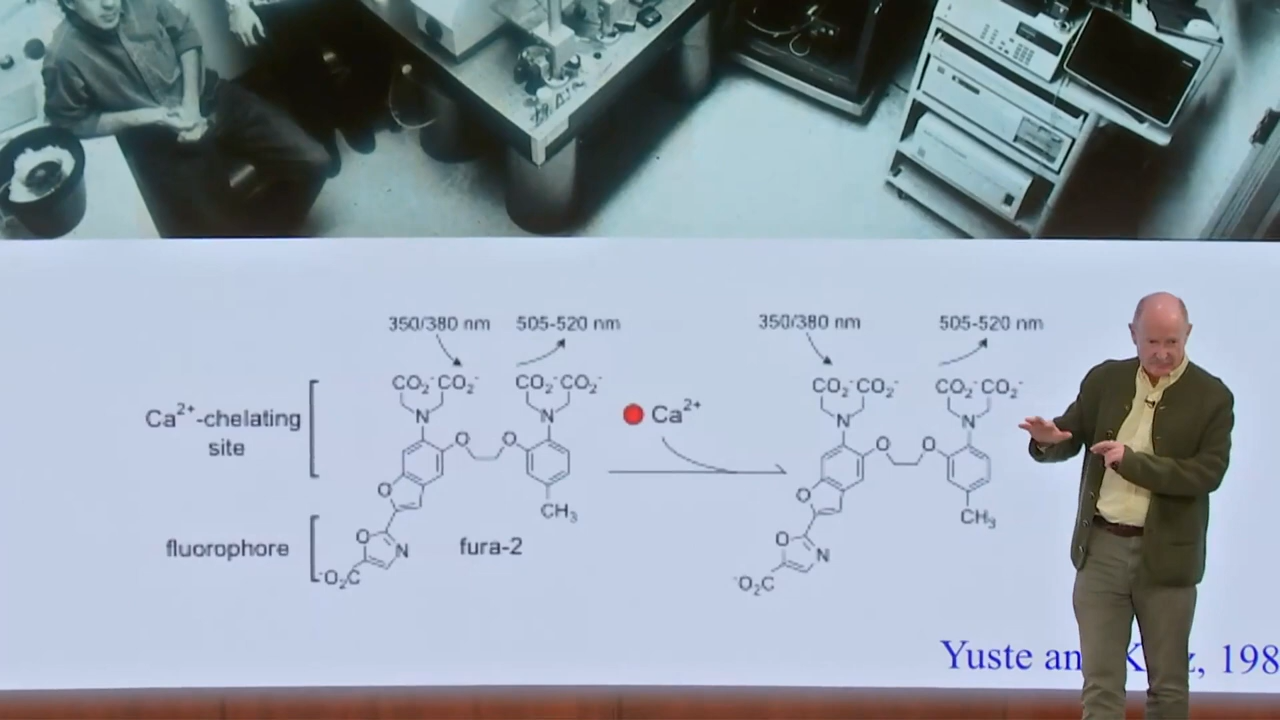 350/380 nm 505-520 nm
350/380 nm 505-520 nm
CO₂⁻CO₂⁻ CO₂⁻CO₂⁻
CO₂⁻CO₂⁻ CO₂⁻CO₂⁻
Ca²⁺-chelating
site
N N
Ca²⁺
N N
O O
O O
O
CH₃
O
CH₃
fluorophore
O
N
fura-2
O
N
⁻O₂C
⁻O₂C
Yuste an K z, 198